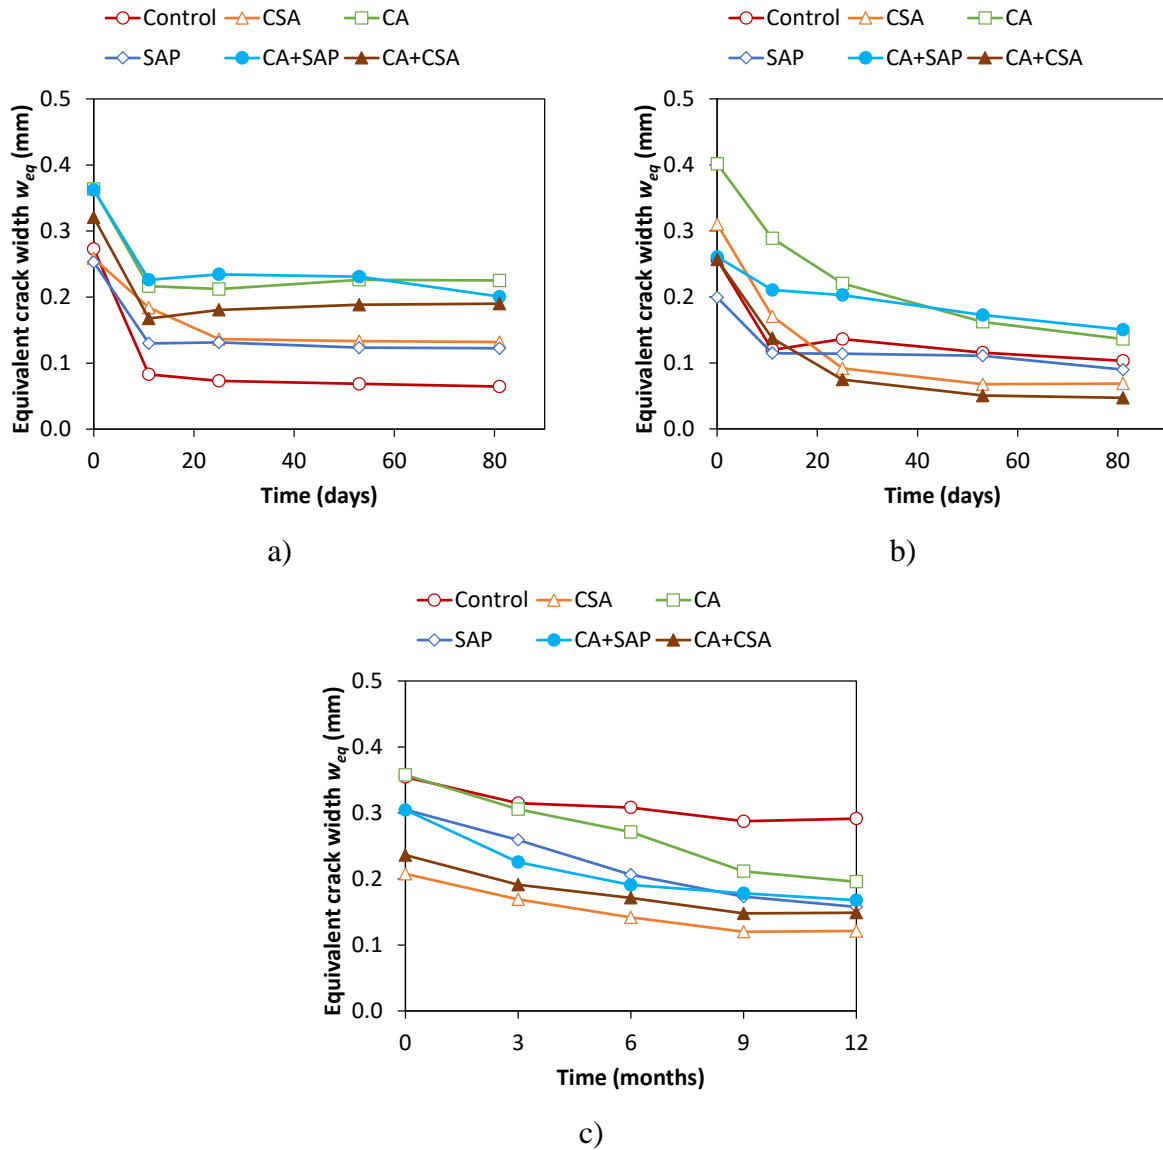 Control CSA CA
SAP CA+SAP CA+CSA
Equivalent crack width weq (mm)
0.5
0.4
0.3
0.2
0.1
0.0
0 20 40 60 80
Time (days)
a)
Control CSA CA
SAP CA+SAP CA+CSA
Equivalent crack width weq (mm)
0.5
0.4
0.3
0.2
0.1
0.0
0 20 40 60 80
Time (days)
b)
Control CSA CA
SAP CA+SAP CA+CSA
Equivalent crack width weq (mm)
0.5
0.4
0.3
0.2
0.1
0.0
0 3 6 9 12
Time (months)
c)